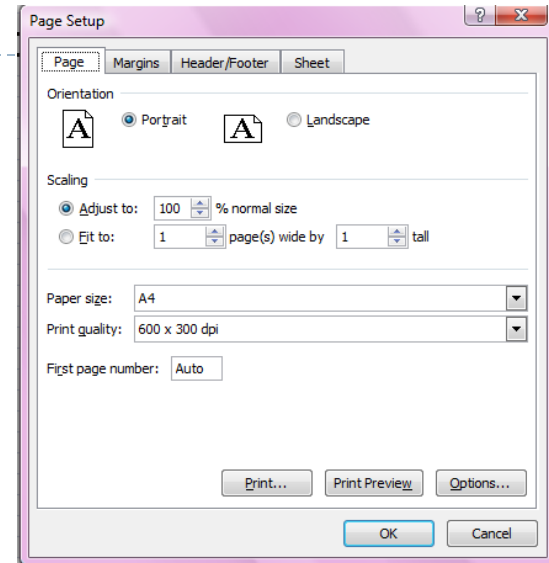 Page Setup
Page Margins Header/Footer Sheet
Orientation
A Portrait A Landscape
Scaling
Adjust to: 100 % normal size
Fit to: 1 page(s) wide by 1 tall
Paper size: A4
Print quality: 600 x 300 dpi
First page number: Auto
Print... Print Preview Options...
OK Cancel